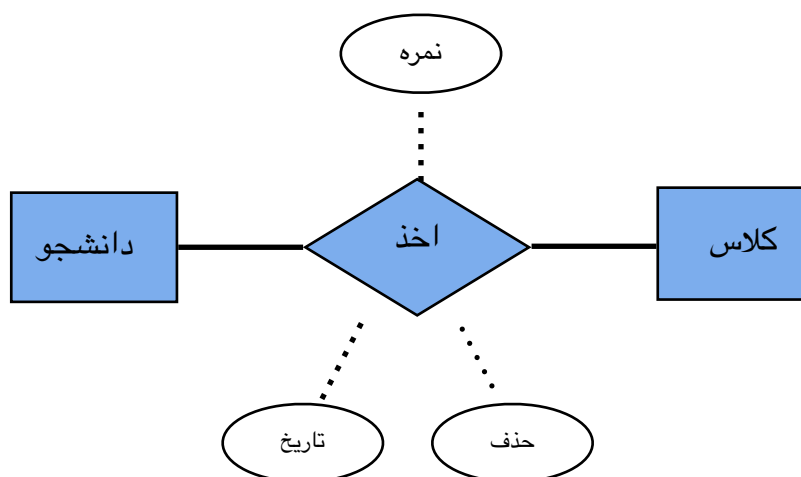 نمره
کلاس
اخذ
دانشجو
حذف
تاریخ